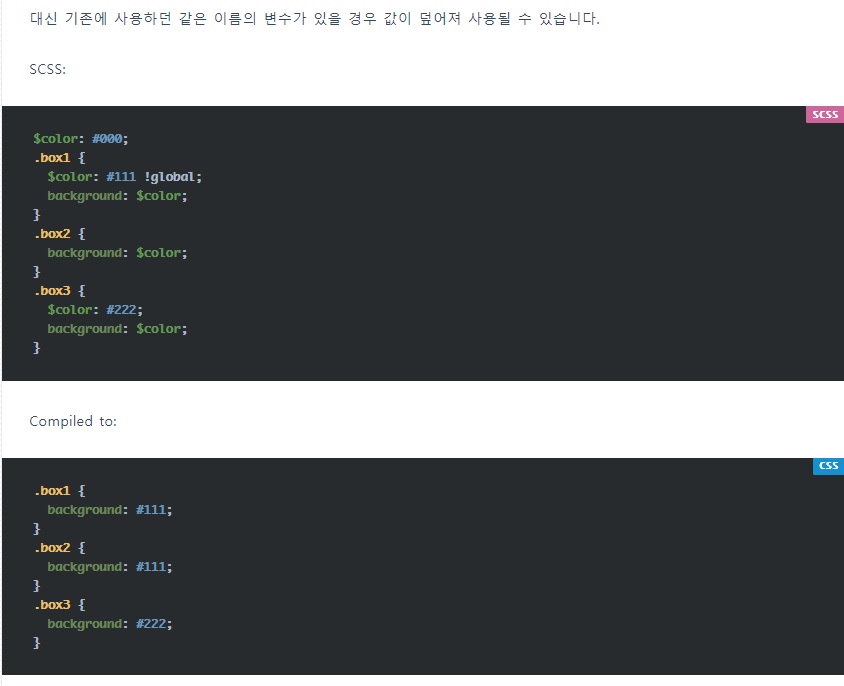 대신 기존에 사용하던 같은 이름의 변수가 있을 경우 값이 덮어져 사용될 수 있습니다.
SCSS:
SCSS
$color: #000;
.box1 {
  $color: #111 !global;
  background: $color;
}
.box2 {
  background: $color;
}
.box3 {
  $color: #222;
  background: $color;
}
Compiled to:
CSS
.box1 {
  background: #111;
}
.box2 {
  background: #111;
}
.box3 {
  background: #222;
}